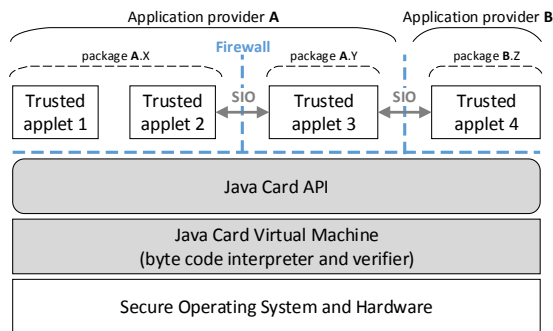 Application provider A
Application provider B
Firewall
package A.X
package A.Y
package B.Z
Trusted applet 1
Trusted applet 2
SIO
Trusted applet 3
SIO
Trusted applet 4
Java Card API
Java Card Virtual Machine
(byte code interpreter and verifier)
Secure Operating System and Hardware